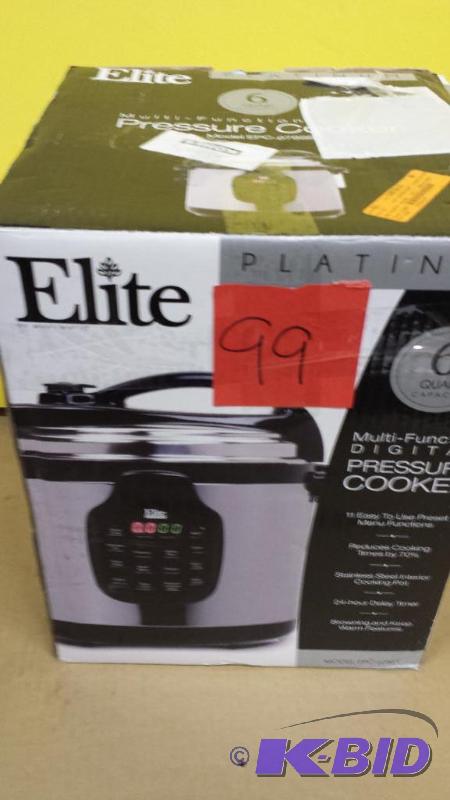 Elite
6
Multi-Function
Pressure Cooker
Elite
PLATIN
99
6
QUA
CAPAC
Multi-Func
DIGITA
PRESSUR
COOKE
11 Easy To Use Preset
Menu Functions
Reduces Cooking
Times by 70%
Stainless Steel Interior
Cooking Pot
24-hour Delay Timer
Browning and Keep
Warm Features
Elite
© K-BID